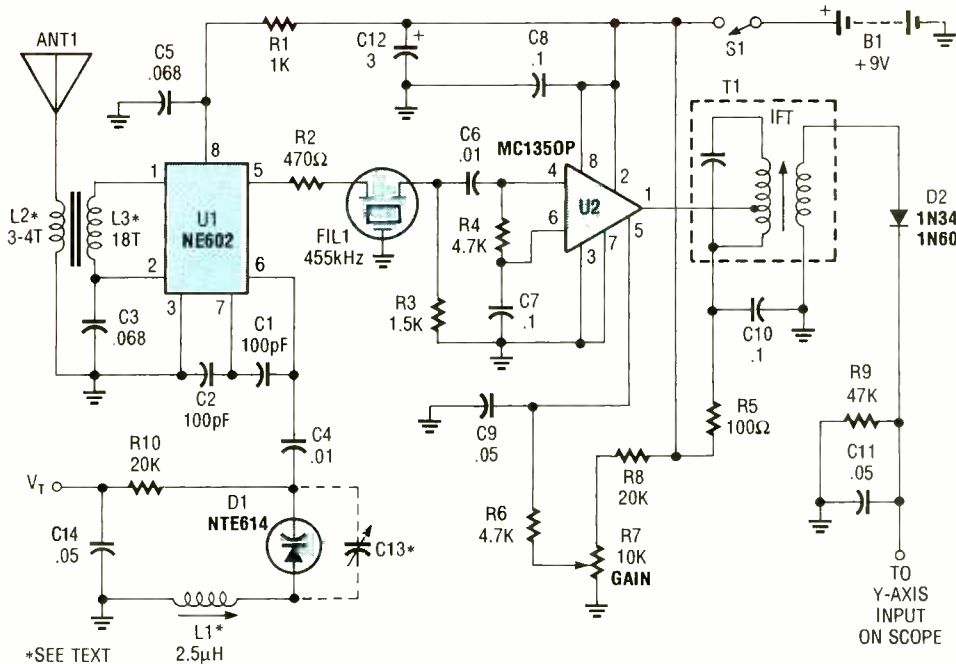 ANT1
C5
.068
R1
1K
C12
3
+
C8
.1
S1
+
B1
+9V
L2*
3-4T
L3*
18T
1
2
8
5
6
3
7
U1
NE602
R2
470Ω
FIL1
455kHz
C6
.01
MC1350P
R4
4.7K
4
6
8
2
1
5
3
7
U2
T1
IFT
D2
1N34
1N60
C3
.068
C1
100pF
C2
100pF
R3
1.5K
C7
.1
C10
.1
C4
.01
C9
.05
R5
100Ω
R9
47K
C11
.05
R10
20K
VT
C14
.05
D1
NTE614
C13*
R6
4.7K
R8
20K
R7
10K
GAIN
L1*
2.5µH
TO
Y-AXIS
INPUT
ON SCOPE
*SEE TEXT